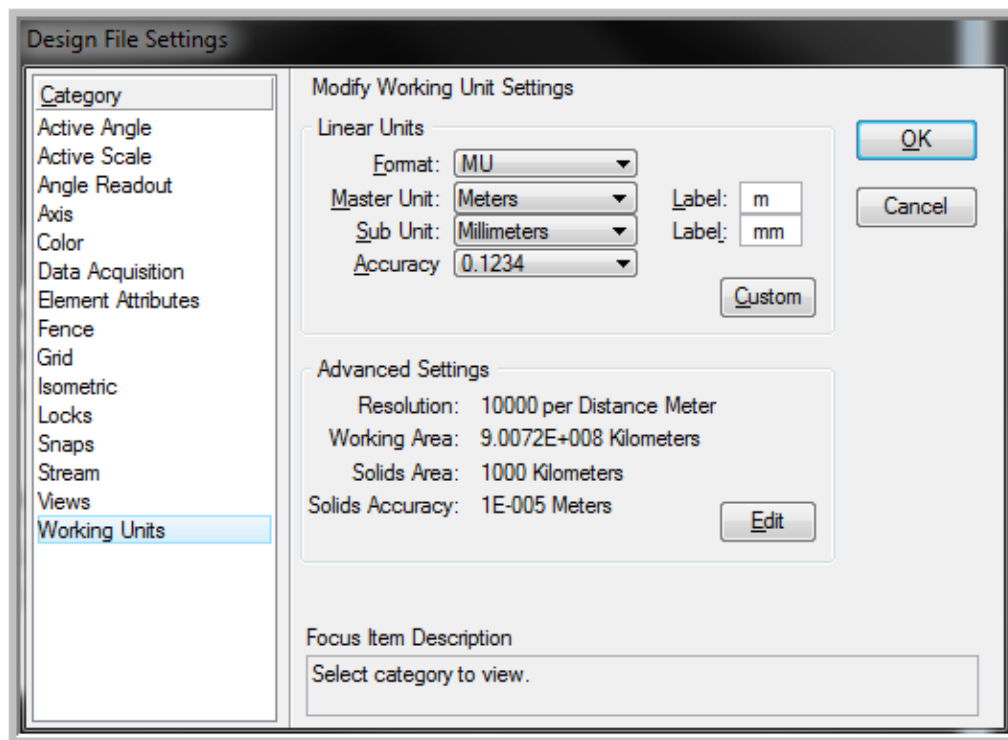 Design File Settings
Category
Active Angle
Active Scale
Angle Readout
Axis
Color
Data Acquisition
Element Attributes
Fence
Grid
Isometric
Locks
Snaps
Stream
Views
Working Units
Modify Working Unit Settings
Linear Units
Format: MU
Master Unit: Meters Label: m
Sub Unit: Millimeters Label: mm
Accuracy 0.1234
Custom
Advanced Settings
Resolution: 10000 per Distance Meter
Working Area: 9.0072E+008 Kilometers
Solids Area: 1000 Kilometers
Solids Accuracy: 1E-005 Meters
Edit
Focus Item Description
Select category to view.
OK
Cancel